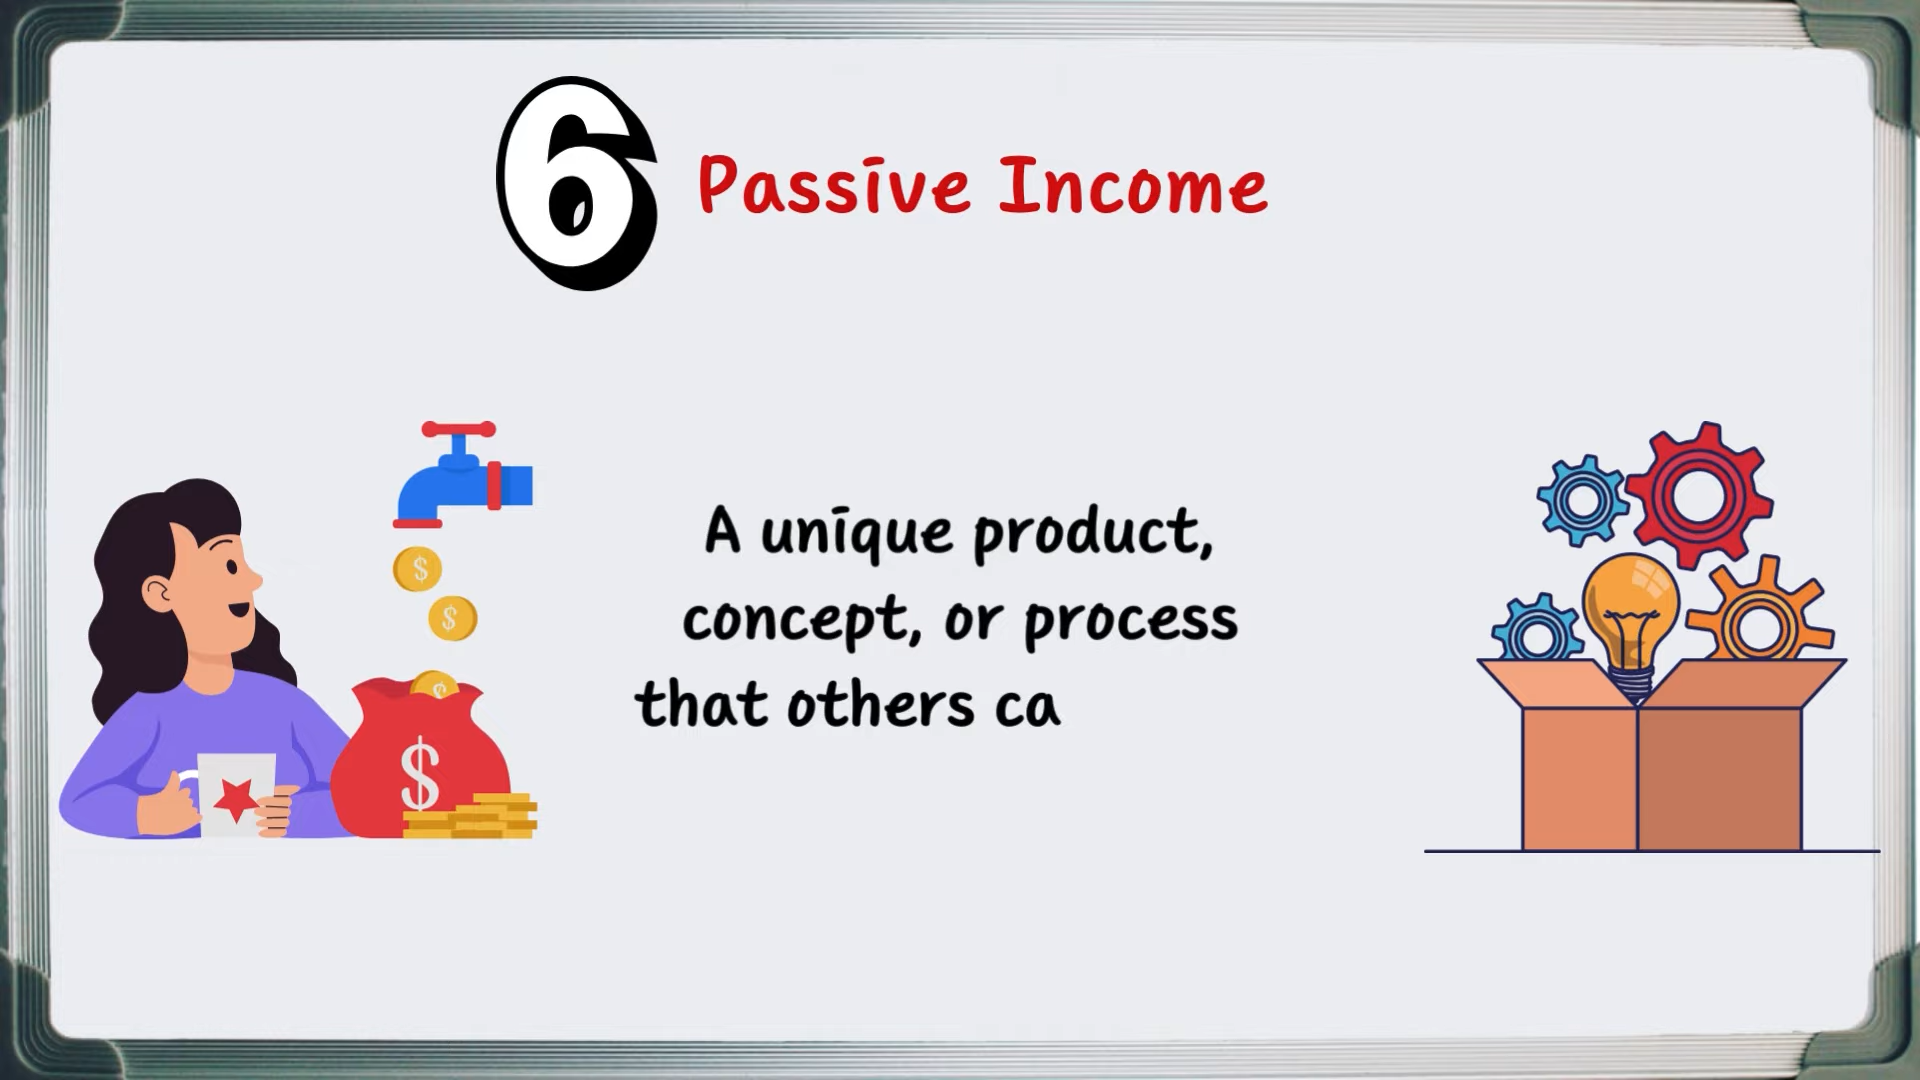 6 Passive Income
A unique product,
concept, or process
that others ca
$
$
$
$